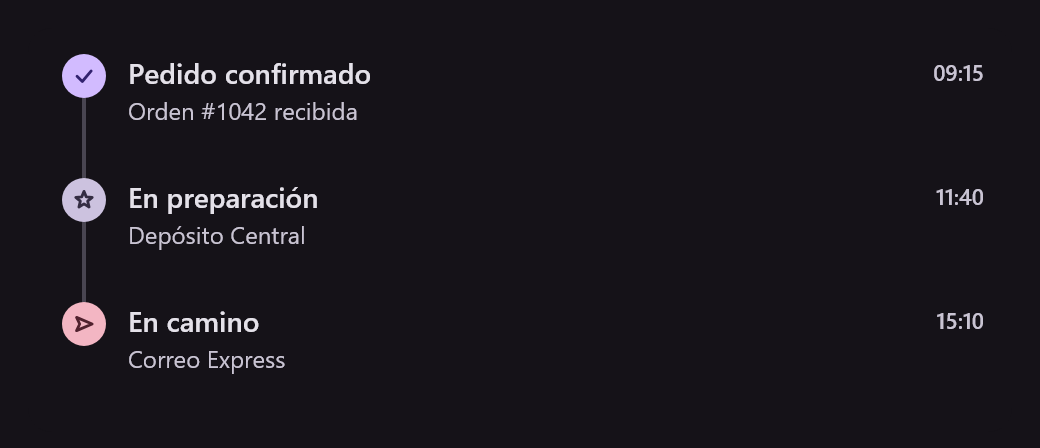 Pedido confirmado
09:15
Orden #1042 recibida
En preparación
11:40
Depósito Central
En camino
15:10
Correo Express